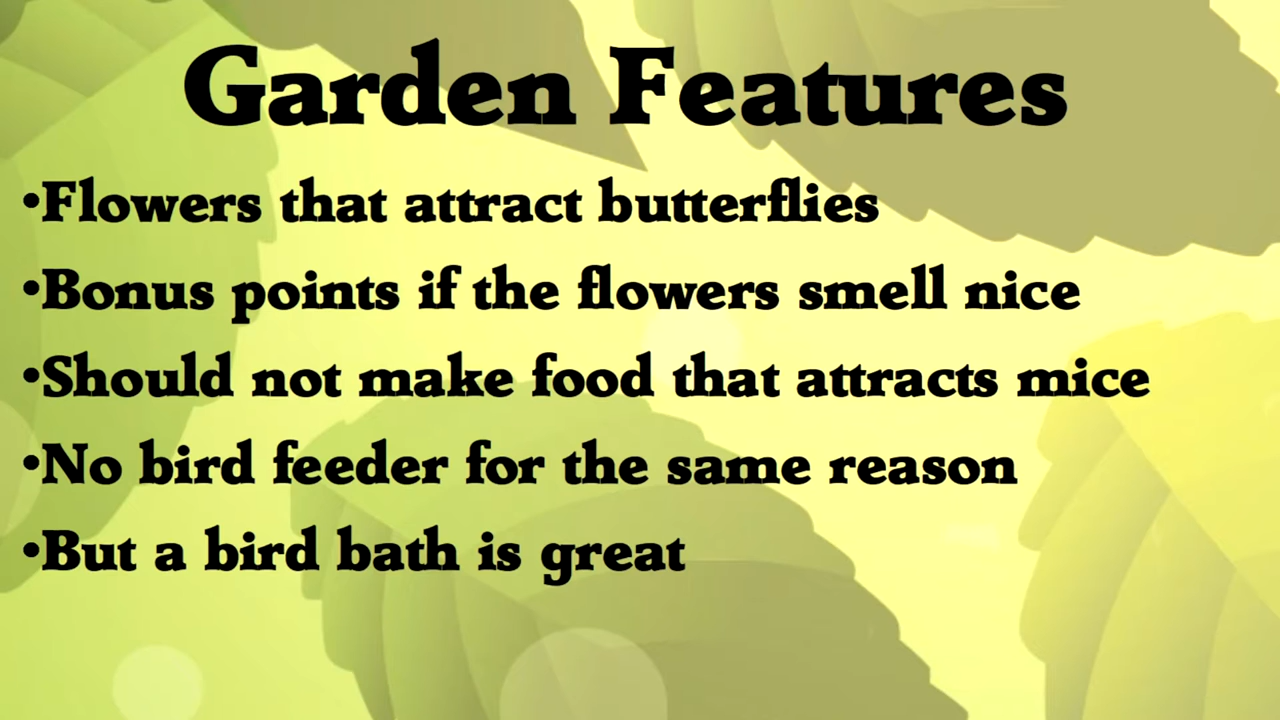 Garden Features
•Flowers that attract butterflies
•Bonus points if the flowers smell nice
•Should not make food that attracts mice
•No bird feeder for the same reason
•But a bird bath is great